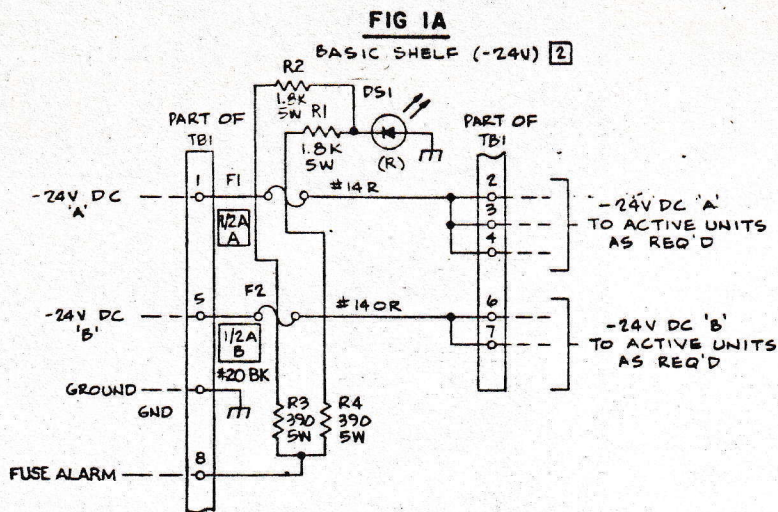 FIG 1A
BASIC SHELF (-24V) 2
R2
1.8K
5W
DS1
R1
1.8K
5W
(R)
PART OF
TB1
PART OF
TB1
-24V DC
'A'
1
F1
#14R
2
3
4
-24V DC 'A'
TO ACTIVE UNITS
AS REQ'D
1/2A
A
-24V DC
'B'
5
F2
#14OR
6
7
-24V DC 'B'
TO ACTIVE UNITS
AS REQ'D
1/2A
B
#20 BK
GROUND
GND
R3
390
5W
R4
390
5W
8
FUSE ALARM